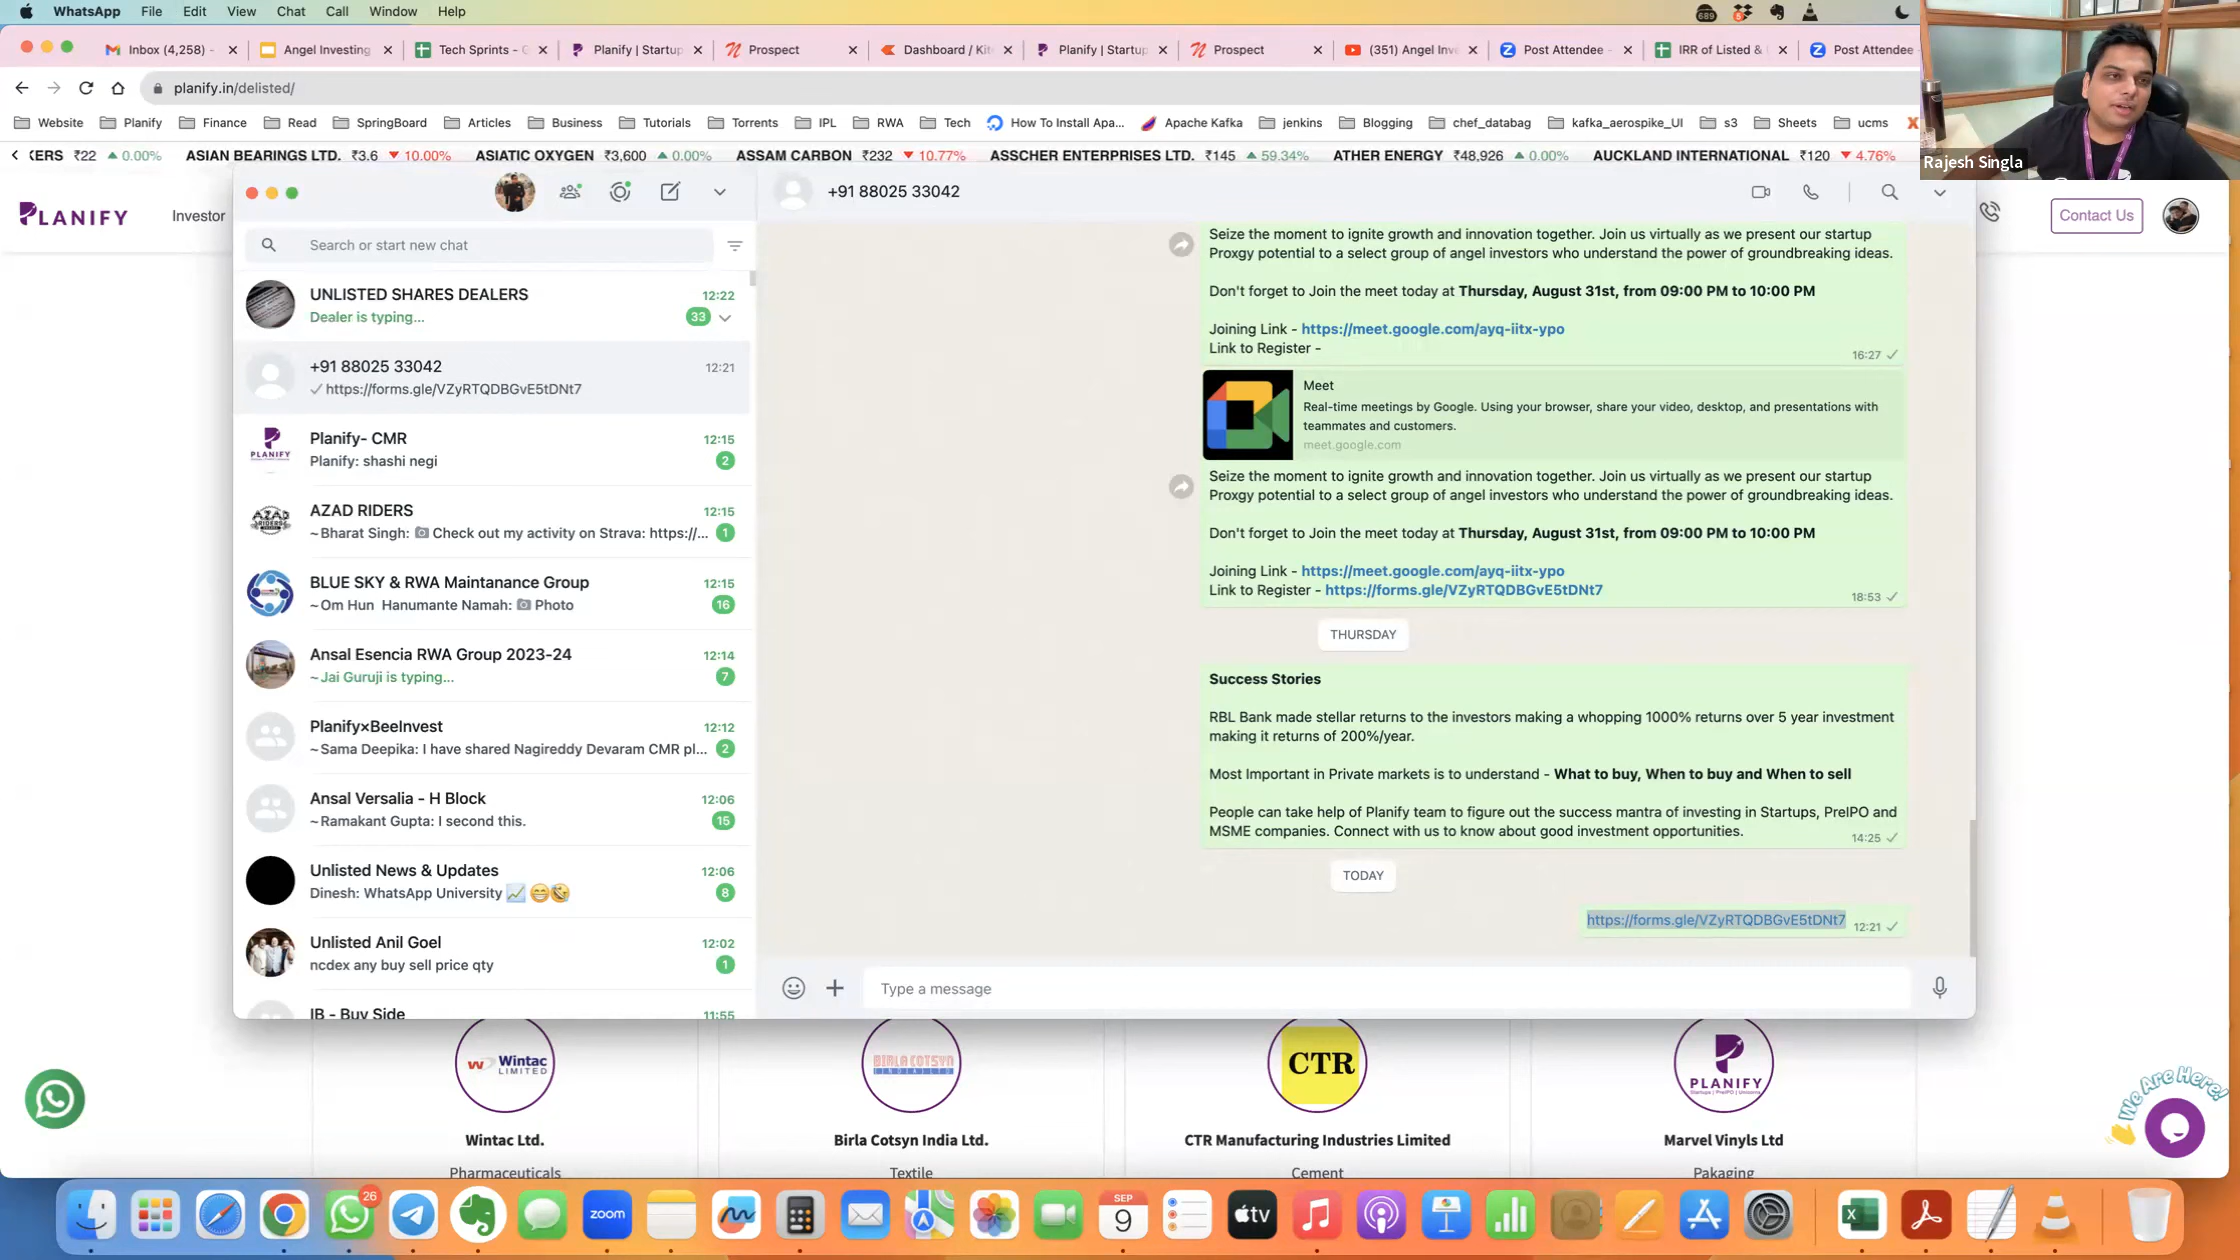 WhatsApp File Edit View Chat Call Window Help
689
Inbox (4,258) -
Angel Investing
Tech Sprints - G
Planify | Startup
Prospect
Dashboard / Kit
Planify | Startup
Prospect
(351) Angel Inv
Post Attendee -
IRR of Listed &
Post Attendee
planify.in/delisted/
Website Planify Finance Read SpringBoard Articles Business Tutorials Torrents IPL RWA Tech How To Install Apa... Apache Kafka jenkins Blogging chef_databag kafka_aerospike_UI s3 Sheets ucms
KERS ₹22 ▲ 0.00% ASIAN BEARINGS LTD. ₹3.6 ▼ 10.00% ASIATIC OXYGEN ₹3,600 ▲ 0.00% ASSAM CARBON ₹232 ▼ 10.77% ASSCHER ENTERPRISES LTD. ₹145 ▲ 59.34% ATHER ENERGY ₹48,926 ▲ 0.00% AUCKLAND INTERNATIONAL ₹120 ▼ 4.76%
Rajesh Singla
PLANIFY
Investor
Contact Us
Search or start new chat
UNLISTED SHARES DEALERS 12:22
Dealer is typing... 33
+91 88025 33042 12:21
https://forms.gle/VZyRTQDBGvE5tDNt7
PLANIFY
Planify- CMR 12:15
Planify: shashi negi 2
AZAD
RIDERS
AZAD RIDERS 12:15
~Bharat Singh: 📷 Check out my activity on Strava: https://... 1
BLUE SKY & RWA Maintanance Group 12:15
~Om Hun Hanumante Namah: 📷 Photo 16
Ansal Esencia RWA Group 2023-24 12:14
~Jai Guruji is typing... 7
Planify×BeeInvest 12:12
~Sama Deepika: I have shared Nagireddy Devaram CMR pl... 2
Ansal Versalia - H Block 12:06
~Ramakant Gupta: I second this. 15
Unlisted News & Updates 12:06
Dinesh: WhatsApp University 📈😁🤣 8
Unlisted Anil Goel 12:02
ncdex any buy sell price qty 1
IB - Buy Side 11:55
+91 88025 33042
Seize the moment to ignite growth and innovation together. Join us virtually as we present our startup
Proxgy potential to a select group of angel investors who understand the power of groundbreaking ideas.
Don't forget to Join the meet today at Thursday, August 31st, from 09:00 PM to 10:00 PM
Joining Link - https://meet.google.com/ayq-iitx-ypo
Link to Register -
16:27
Meet
Real-time meetings by Google. Using your browser, share your video, desktop, and presentations with
teammates and customers.
meet.google.com
Seize the moment to ignite growth and innovation together. Join us virtually as we present our startup
Proxgy potential to a select group of angel investors who understand the power of groundbreaking ideas.
Don't forget to Join the meet today at Thursday, August 31st, from 09:00 PM to 10:00 PM
Joining Link - https://meet.google.com/ayq-iitx-ypo
Link to Register - https://forms.gle/VZyRTQDBGvE5tDNt7
18:53
THURSDAY
Success Stories
RBL Bank made stellar returns to the investors making a whopping 1000% returns over 5 year investment
making it returns of 200%/year.
Most Important in Private markets is to understand - What to buy, When to buy and When to sell
People can take help of Planify team to figure out the success mantra of investing in Startups, PreIPO and
MSME companies. Connect with us to know about good investment opportunities.
14:25
TODAY
https://forms.gle/VZyRTQDBGvE5tDNt7 12:21
Type a message
Wintac
LIMITED
BIRLA COTSYN
CTR
PLANIFY
We Are Here!
Wintac Ltd.
Birla Cotsyn India Ltd.
CTR Manufacturing Industries Limited
Marvel Vinyls Ltd
Pharmaceuticals
Textile
Cement
Pakaging
26
zoom
SEP
9
tv